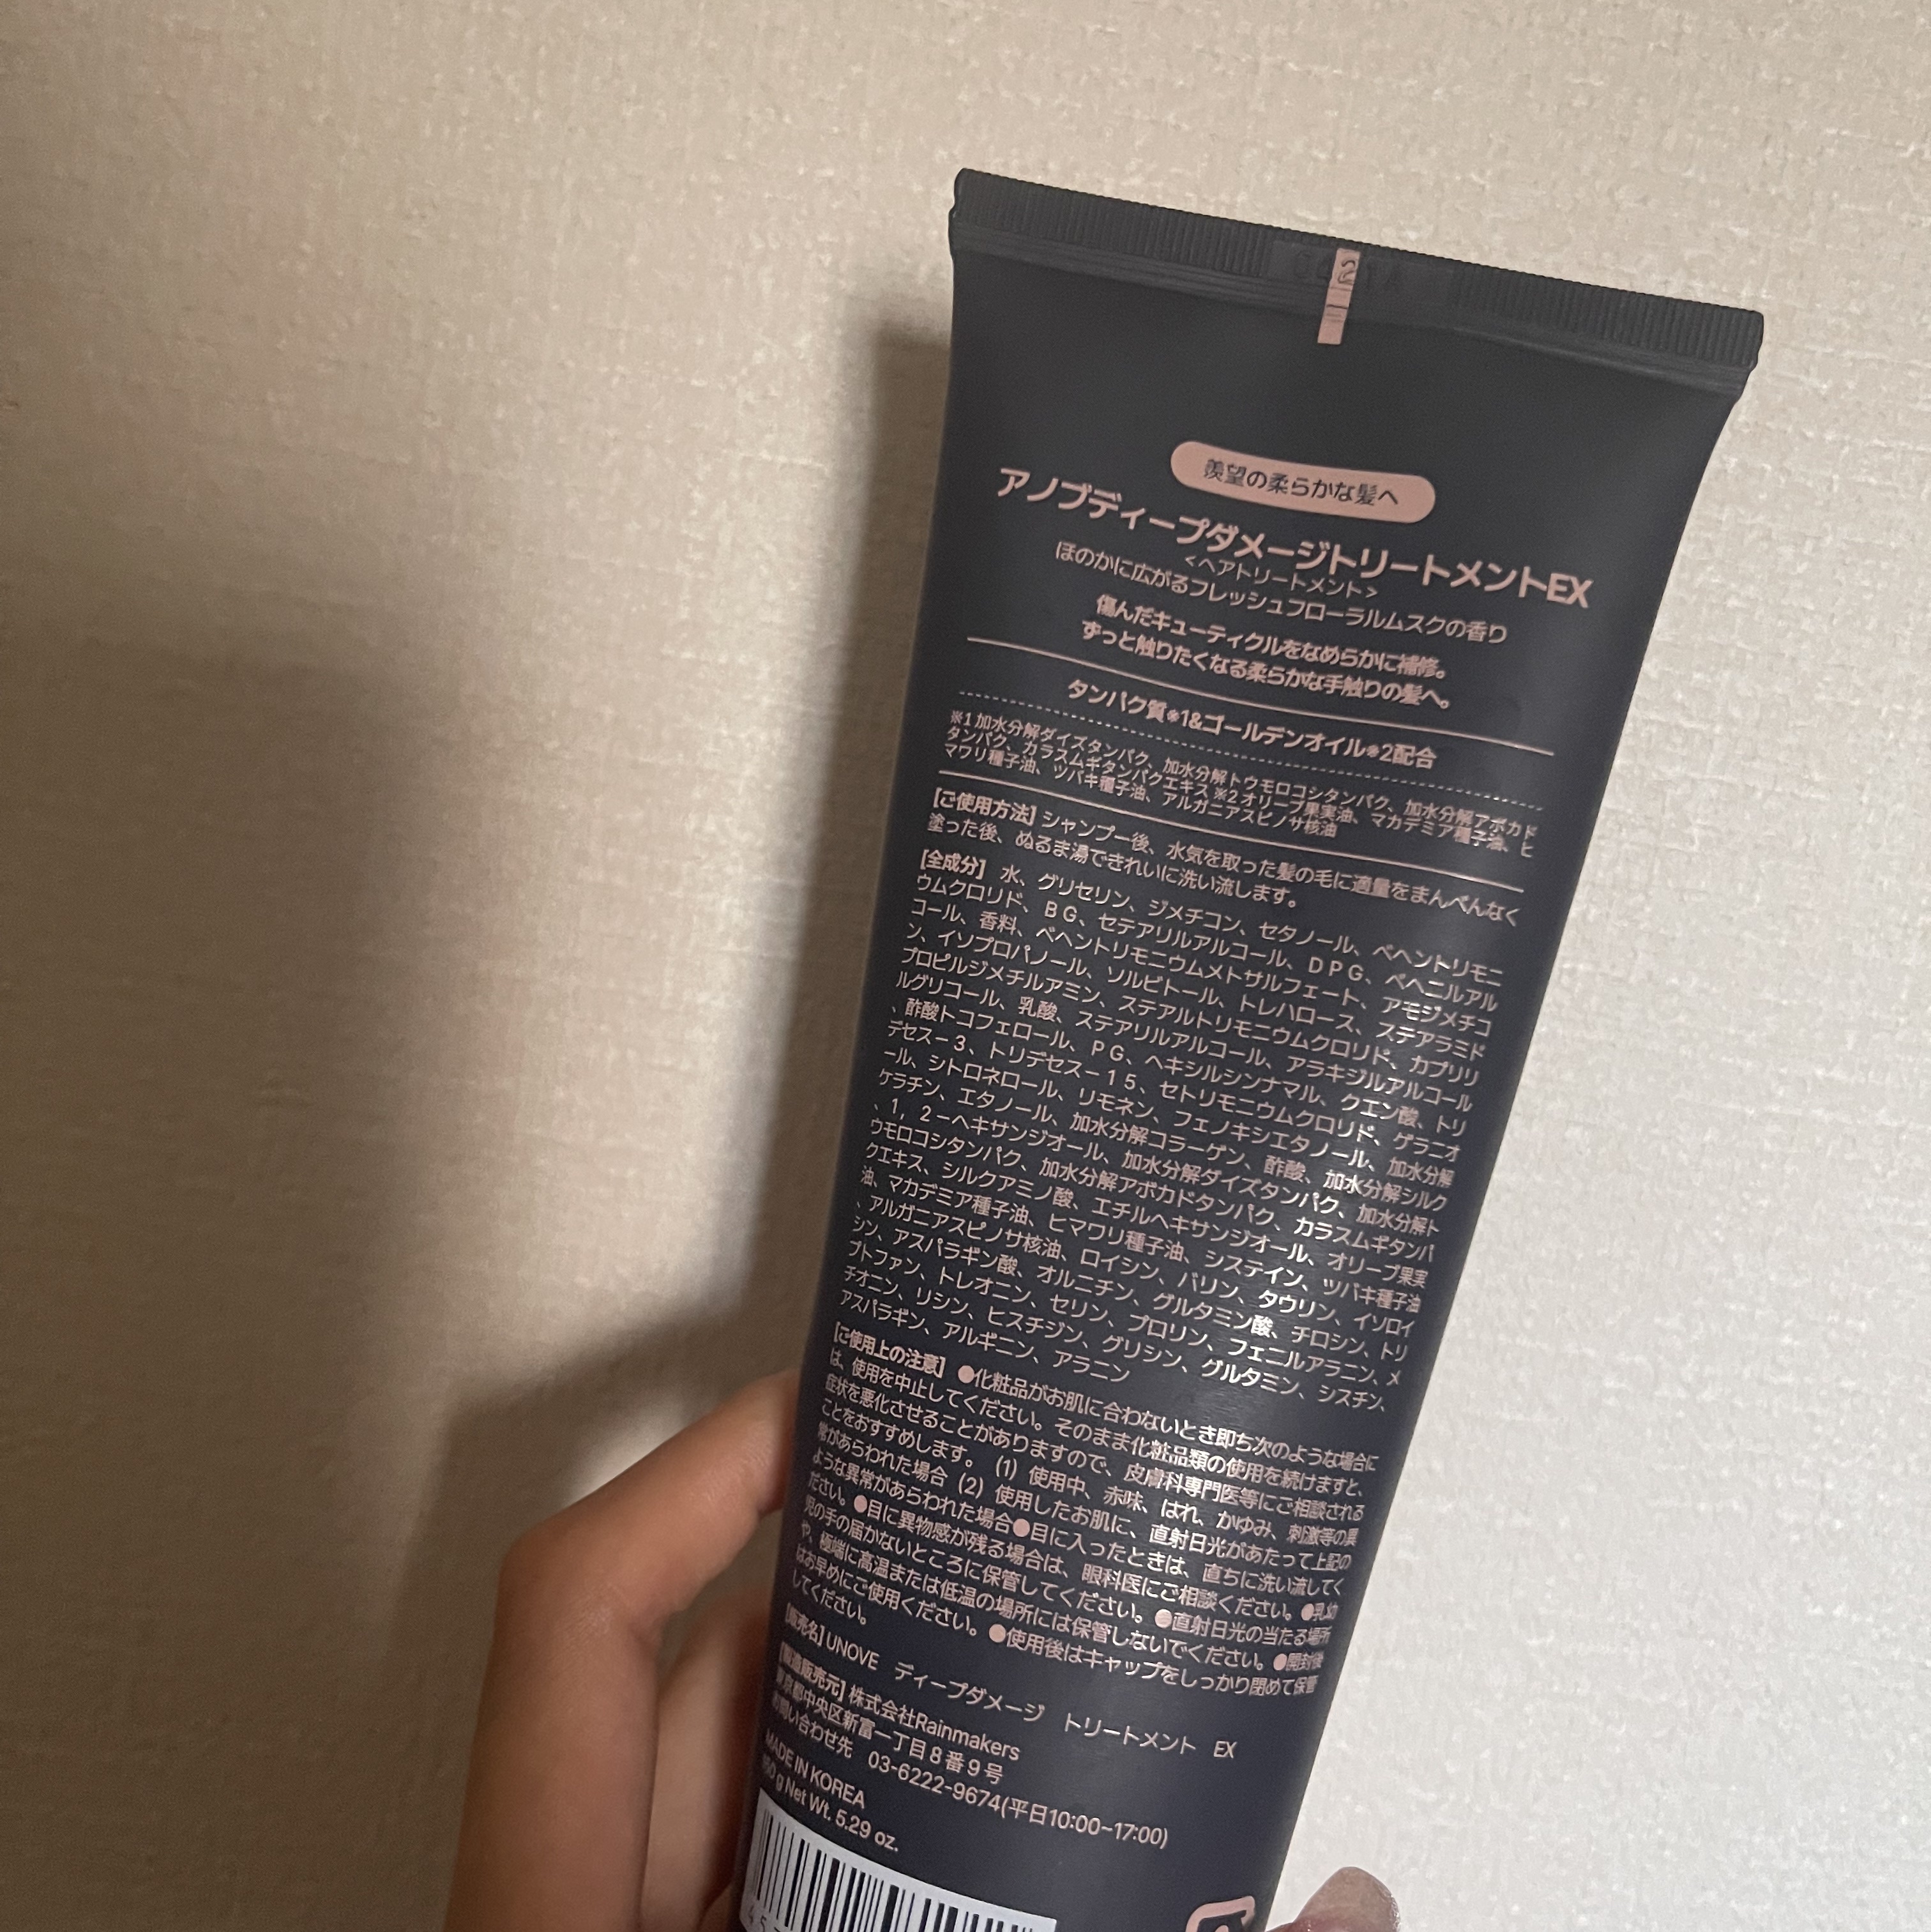 羨望の柔らかな髪へ
アノブディープダメージトリートメントEX
<ヘアトリートメント>
ほのかに広がるフレッシュフローラルムスクの香り
傷んだキューティクルをなめらかに補修。
ずっと触りたくなる柔らかな手触りの髪へ。
タンパク質※1&ゴールデンオイル※2配合
※1 加水分解ダイズタンパク、加水分解トウモロコシタンパク、加水分解アボカド
タンパク、カラスムギタンパクエキス ※2 オリーブ果実油、マカデミア種子油、ヒ
マワリ種子油、ツバキ種子油、アルガニアスピノサ核油
[ご使用方法] シャンプー後、水気を取った髪の毛に適量をまんべんなく
塗った後、ぬるま湯できれいに洗い流します。
[全成分] 水、グリセリン、ジメチコン、セタノール、ベヘントリモニ
ウムクロリド、BG、セテアリルアルコール、DPG、ベヘニルアル
コール、香料、ベヘントリモニウムメトサルフェート、アモジメチコ
ン、イソプロパノール、ソルビトール、トレハロース、ステアラミド
プロピルジメチルアミン、ステアルトリモニウムクロリド、カプリリ
ルグリコール、乳酸、ステアリルアルコール、アラキジルアルコール
、酢酸トコフェロール、PG、ヘキシルシンナマル、クエン酸、トリ
デセス－3、トリデセス－15、セトリモニウムクロリド、ゲラニオ
ール、シトロネロール、リモネン、フェノキシエタノール、加水分解
ケラチン、エタノール、加水分解コラーゲン、酢酸、加水分解シルク
、1，2－ヘキサンジオール、加水分解ダイズタンパク、加水分解ト
ウモロコシタンパク、加水分解アボカドタンパク、カラスムギタンパ
クエキス、シルクアミノ酸、エチルヘキサンジオール、オリーブ果実
油、マカデミア種子油、ヒマワリ種子油、システイン、ツバキ種子油
、アルガニアスピノサ核油、ロイシン、バリン、タウリン、イソロイ
シン、アスパラギン酸、オルニチン、グルタミン酸、チロシン、トリ
プトファン、トレオニン、セリン、プロリン、フェニルアラニン、メ
チオニン、リシン、ヒスチジン、グリシン、グルタミン、シスチン、
アスパラギン、アルギニン、アラニン
[ご使用上の注意] ●化粧品がお肌に合わないとき即ち次のような場合に
は、使用を中止してください。そのまま化粧品類の使用を続けますと、
症状を悪化させることがありますので、皮膚科専門医等にご相談される
ことをおすすめします。(1) 使用中、赤味、はれ、かゆみ、刺激等の異
常があらわれた場合 (2) 使用したお肌に、直射日光があたって上記の
ような異常があらわれた場合●目に入ったときは、直ちに洗い流してく
ださい。●目に異物感が残る場合は、眼科医にご相談ください。●乳幼
児の手の届かないところに保管してください。●直射日光の当たる場所
や、極端に高温または低温の場所には保管しないでください。●開封後
はお早めにご使用ください。●使用後はキャップをしっかり閉めて保管
してください。
[販売名] UNOVE ディープダメージ トリートメント EX
[製造販売元] 株式会社Rainmakers
東京都中央区新富一丁目8番9号
お問い合わせ先 03-6222-9674(平日10:00~17:00)
MADE IN KOREA
g Net Wt. 5.29 oz.